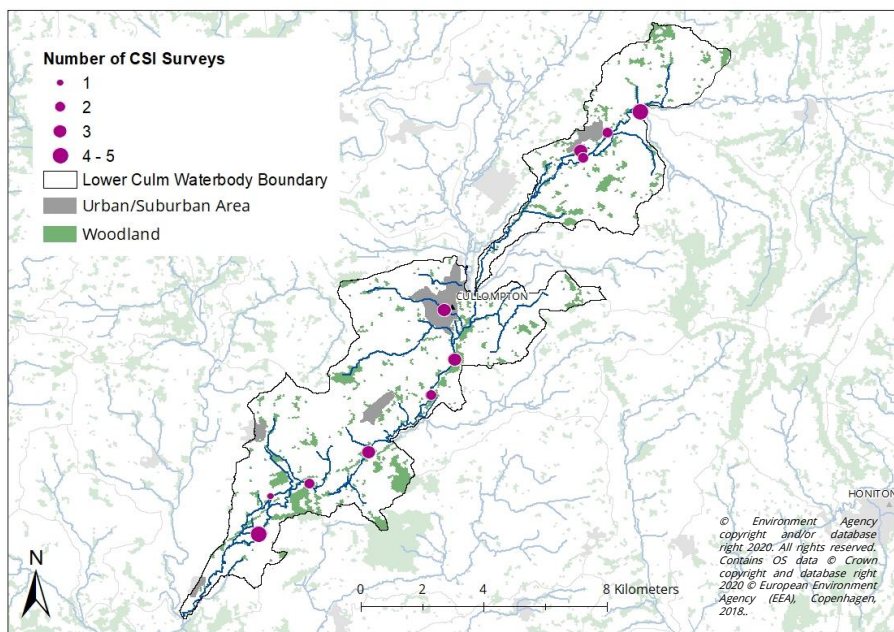 Number of CSI Surveys
1
2
3
4 - 5
Lower Culm Waterbody Boundary
Urban/Suburban Area
Woodland
CULLOMPTON
HONITON
N
0 2 4 8 Kilometers
© Environment Agency
copyright and/or database
right 2020. All rights reserved.
Contains OS data © Crown
copyright and database right
2020 © European Environment
Agency (EEA), Copenhagen,
2018..